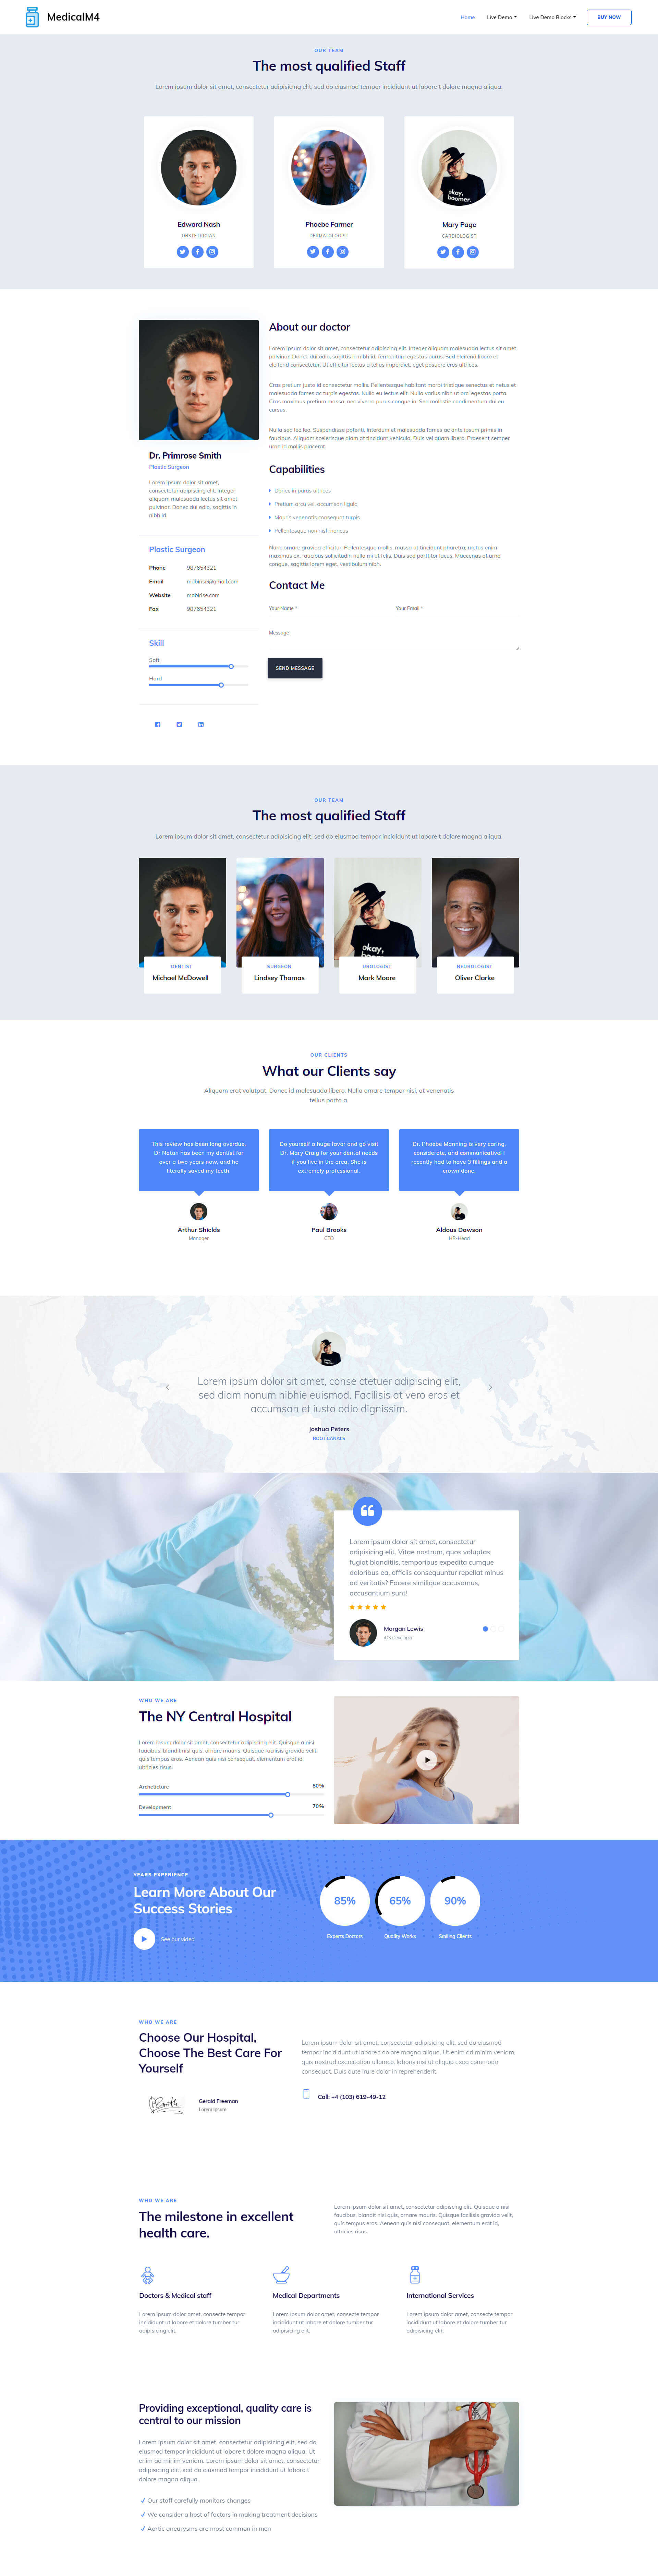 MedicalM4
Home Live Demo Live Demo Blocks BUY NOW
OUR TEAM
The most qualified Staff
Lorem ipsum dolor sit amet, consectetur adipisicing elit, sed do eiusmod tempor incididunt ut labore t dolore magna aliqua.
okay,
boomer.
Edward Nash
OBSTETRICIAN
Phoebe Farmer
DERMATOLOGIST
Mary Page
CARDIOLOGIST
Dr. Primrose Smith
Plastic Surgeon
Lorem ipsum dolor sit amet,
consectetur adipiscing elit. Integer
aliquam malesuada lectus sit amet
pulvinar. Donec dui odio, sagittis in
nibh id.
Plastic Surgeon
Phone 987654321
Email mobirise@gmail.com
Website mobirise.com
Fax 987654321
Skill
Soft
Hard
About our doctor
Lorem ipsum dolor sit amet, consectetur adipiscing elit. Integer aliquam malesuada lectus sit amet
pulvinar. Donec dui odio, sagittis in nibh id, fermentum egestas purus. Sed eleifend libero et
eleifend consectetur. Ut efficitur lectus a tellus imperdiet, eget posuere eros ultrices.
Cras pretium justo id consectetur mollis. Pellentesque habitant morbi tristique senectus et netus et
malesuada fames ac turpis egestas. Nulla eu lectus elit. Nulla varius nibh ut orci egestas porta.
Cras maximus pretium massa, nec viverra purus congue in. Sed molestie condimentum dui eu
cursus.
Nulla sed leo leo. Suspendisse potenti. Interdum et malesuada fames ac ante ipsum primis in
faucibus. Aliquam scelerisque diam at tincidunt vehicula. Duis vel quam libero. Praesent semper
urna id mollis placerat.
Capabilities
Donec in purus ultrices
Pretium arcu vel, accumsan ligula
Mauris venenatis consequat turpis
Pellentesque non nisl rhoncus
Nunc ornare gravida efficitur. Pellentesque mollis, massa ut tincidunt pharetra, metus enim
maximus ex, faucibus sollicitudin nulla mi ut felis. Duis sed porttitor lacus. Maecenas at urna
congue, sagittis lorem eget, vestibulum nibh.
Contact Me
Your Name * Your Email *
Message
SEND MESSAGE
OUR TEAM
The most qualified Staff
Lorem ipsum dolor sit amet, consectetur adipisicing elit, sed do eiusmod tempor incididunt ut labore t dolore magna aliqua.
okay,
DENTIST
Michael McDowell
SURGEON
Lindsey Thomas
UROLOGIST
Mark Moore
NEUROLOGIST
Oliver Clarke
OUR CLIENTS
What our Clients say
Aliquam erat volutpat. Donec id malesuada libero. Nulla ornare tempor nisi, at venenatis
tellus porta a.
This review has been long overdue.
Dr Natan has been my dentist for
over a two years now, and he
literally saved my teeth.
Arthur Shields
Manager
Do yourself a huge favor and go visit
Dr. Mary Craig for your dental needs
if you live in the area. She is
extremely professional.
Paul Brooks
CTO
Dr. Phoebe Manning is very caring,
considerate, and communicative! I
recently had to have 3 fillings and a
crown done.
Aldous Dawson
HR-Head
Lorem ipsum dolor sit amet, conse ctetuer adipiscing elit,
sed diam nonum nibhie euismod. Facilisis at vero eros et
accumsan et iusto odio dignissim.
Joshua Peters
ROOT CANALS
Lorem ipsum dolor sit amet, consectetur
adipisicing elit. Vitae nostrum, quos voluptas
fugiat blanditiis, temporibus expedita cumque
doloribus ea, officiis consequuntur repellat minus
ad veritatis? Facere similique accusamus,
accusantium sunt!
Morgan Lewis
IOS Developer
WHO WE ARE
The NY Central Hospital
Lorem ipsum dolor sit amet, consectetur adipiscing elit. Quisque a nisi
faucibus, blandit nisl quis, ornare mauris. Quisque facilisis gravida velit,
quis tempus eros. Aenean quis nisi consequat, elementum erat id,
ultricies risus.
Archeticture 80%
Development 70%
YEARS EXPERIENCE
Learn More About Our
Success Stories
See our video
85%
Experts Doctors
65%
Quality Works
90%
Smiling Clients
WHO WE ARE
Choose Our Hospital,
Choose The Best Care For
Yourself
Gerald Freeman
Lorem Ipsum
Lorem ipsum dolor sit amet, consectetur adipisicing elit, sed do eiusmod
tempor incididunt ut labore t dolore magna aliqua. Ut enim ad minim veniam,
quis nostrud exercitation ullamco, laboris nisi ut aliquip exea commodo
consequat. Duis aute irure dolor in reprehenderit.
Call: +4 (103) 619-49-12
WHO WE ARE
The milestone in excellent
health care.
Lorem ipsum dolor sit amet, consectetur adipiscing elit. Quisque a nisi
faucibus, blandit nisl quis, ornare mauris. Quisque facilisis gravida velit,
quis tempus eros. Aenean quis nisi consequat, elementum erat id,
ultricies risus.
Doctors & Medical staff
Lorem ipsum dolor amet, consecte tempor
incididunt ut labore et dolore tumber tur
adipisicing elit.
Medical Departments
Lorem ipsum dolor amet, consecte tempor
incididunt ut labore et dolore tumber tur
adipisicing elit.
International Services
Lorem ipsum dolor amet, consecte tempor
incididunt ut labore et dolore tumber tur
adipisicing elit.
Providing exceptional, quality care is
central to our mission
Lorem ipsum dolor sit amet, consectetur adipisicing elit, sed do
eiusmod tempor incididunt ut labore t dolore magna aliqua. Ut
enim ad minim veniam. Lorem ipsum dolor sit amet, consectetur
adipisicing elit, sed do eiusmod tempor incididunt ut labore t
dolore magna aliqua.
Our staff carefully monitors changes
We consider a host of factors in making treatment decisions
Aortic aneurysms are most common in men